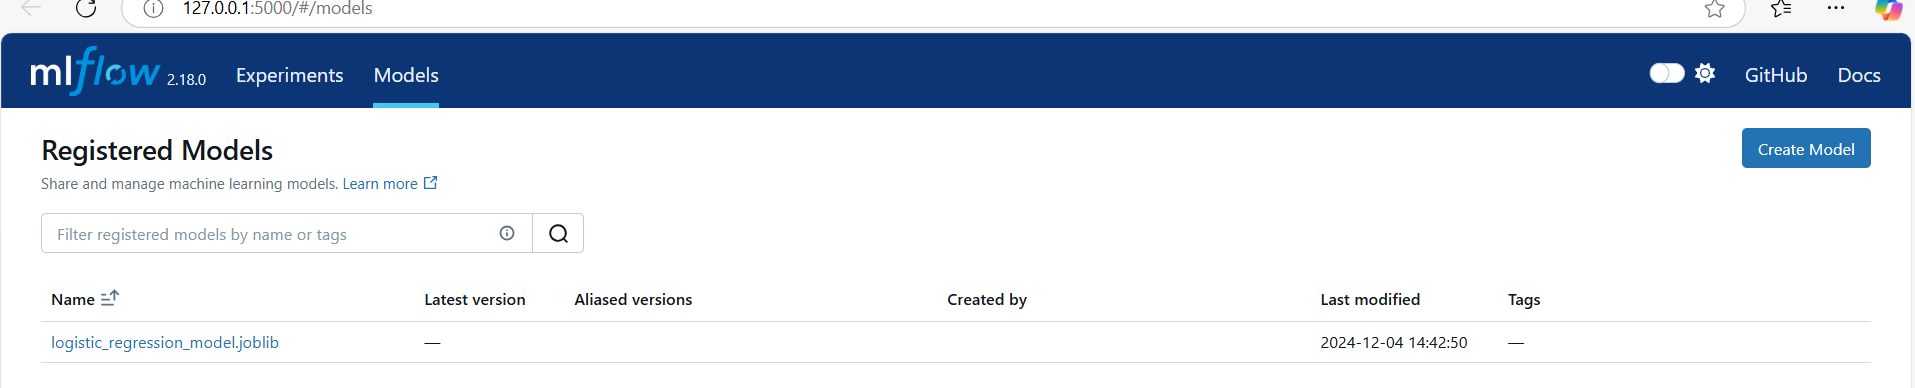 127.0.0.1:5000/#/models
mlflow 2.18.0 Experiments Models GitHub Docs
Registered Models
Create Model
Share and manage machine learning models. Learn more
Filter registered models by name or tags
Name Latest version Aliased versions Created by Last modified Tags
logistic_regression_model.joblib — 2024-12-04 14:42:50 —